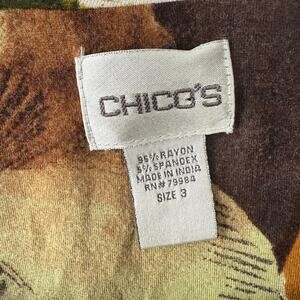 CHICO'S
95% RAYON
5% SPANDEX
MADE IN INDIA
RN# 79984
SIZE 3